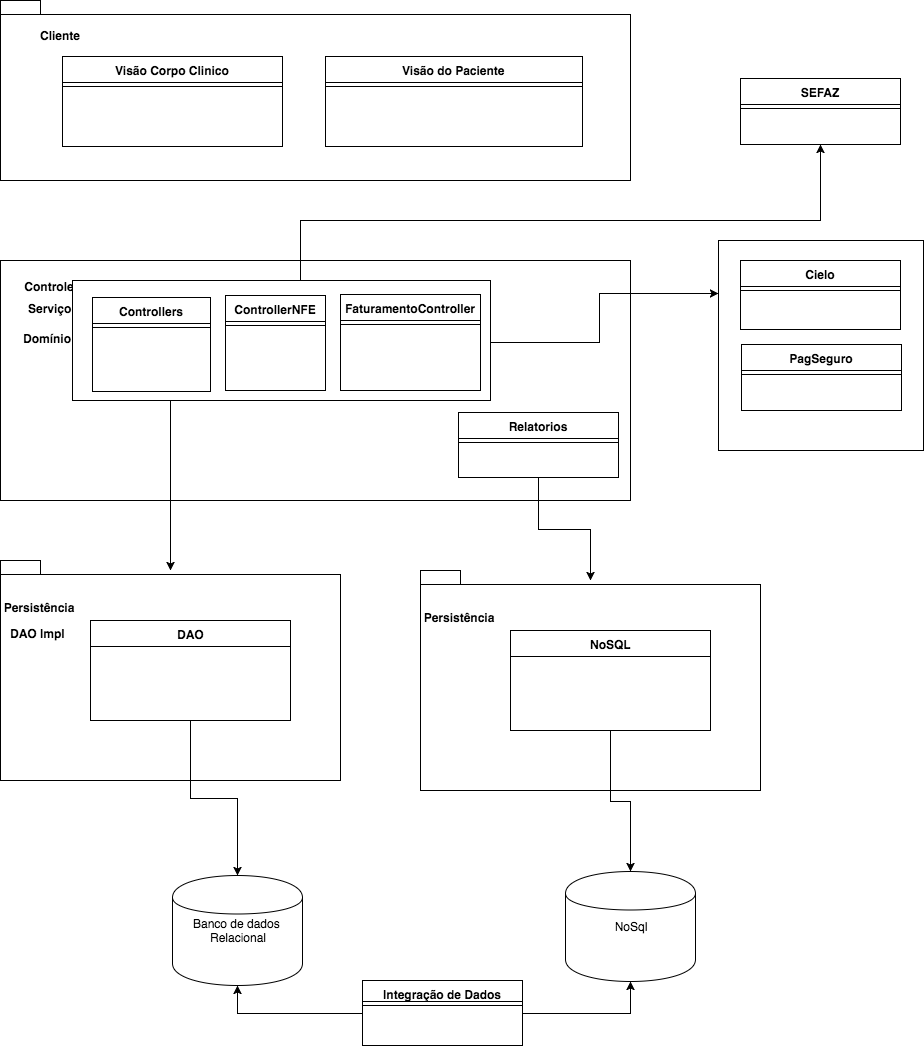 Cliente
Visão Corpo Clinico
Visão do Paciente
SEFAZ
Controle
Serviço
Domínio
Controllers
ControllerNFE
FaturamentoController
Cielo
PagSeguro
Relatorios
Persistência
DAO Impl
DAO
Persistência
NoSQL
Banco de dados
Relacional
NoSql
Integração de Dados